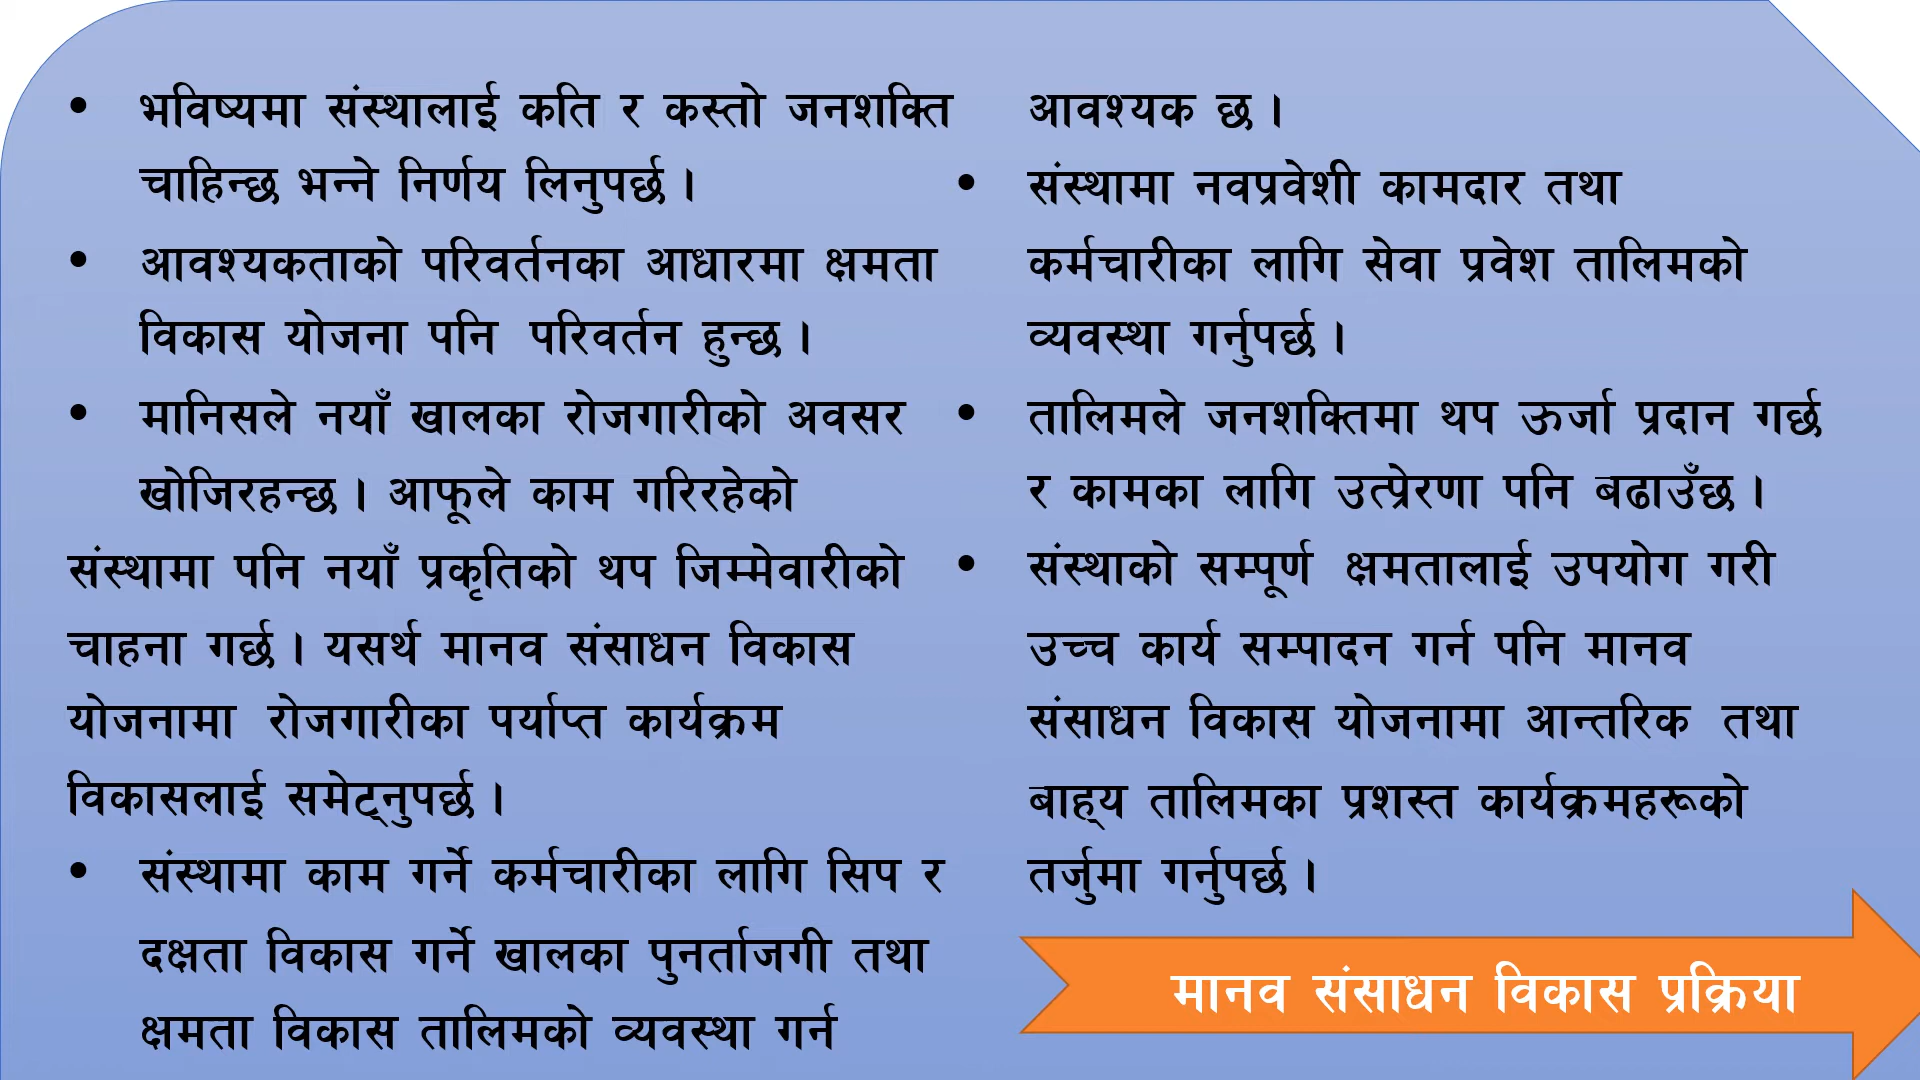 • भविष्यमा संस्थालाई कति र कस्तो जनशक्ति
चाहिन्छ भन्ने निर्णय लिनुपर्छ ।
• आवश्यकताको परिवर्तनका आधारमा क्षमता
विकास योजना पनि परिवर्तन हुन्छ ।
• मानिसले नयाँ खालका रोजगारीको अवसर
खोजिरहन्छ । आफूले काम गरिरहेको
संस्थामा पनि नयाँ प्रकृतिको थप जिम्मेवारीको
चाहना गर्छ । यसर्थ मानव संसाधन विकास
योजनामा रोजगारीका पर्याप्त कार्यक्रम
विकासलाई समेट्नुपर्छ ।
• संस्थामा काम गर्ने कर्मचारीका लागि सिप र
दक्षता विकास गर्ने खालका पुनर्ताजगी तथा
क्षमता विकास तालिमको व्यवस्था गर्न
आवश्यक छ ।
• संस्थामा नवप्रवेशी कामदार तथा
कर्मचारीका लागि सेवा प्रवेश तालिमको
व्यवस्था गर्नुपर्छ ।
• तालिमले जनशक्तिमा थप ऊर्जा प्रदान गर्छ
र कामका लागि उत्प्रेरणा पनि बढाउँछ ।
• संस्थाको सम्पूर्ण क्षमतालाई उपयोग गरी
उच्च कार्य सम्पादन गर्न पनि मानव
संसाधन विकास योजनामा आन्तरिक तथा
बाह्य तालिमका प्रशस्त कार्यक्रमहरूको
तर्जुमा गर्नुपर्छ ।
मानव संसाधन विकास प्रक्रिया